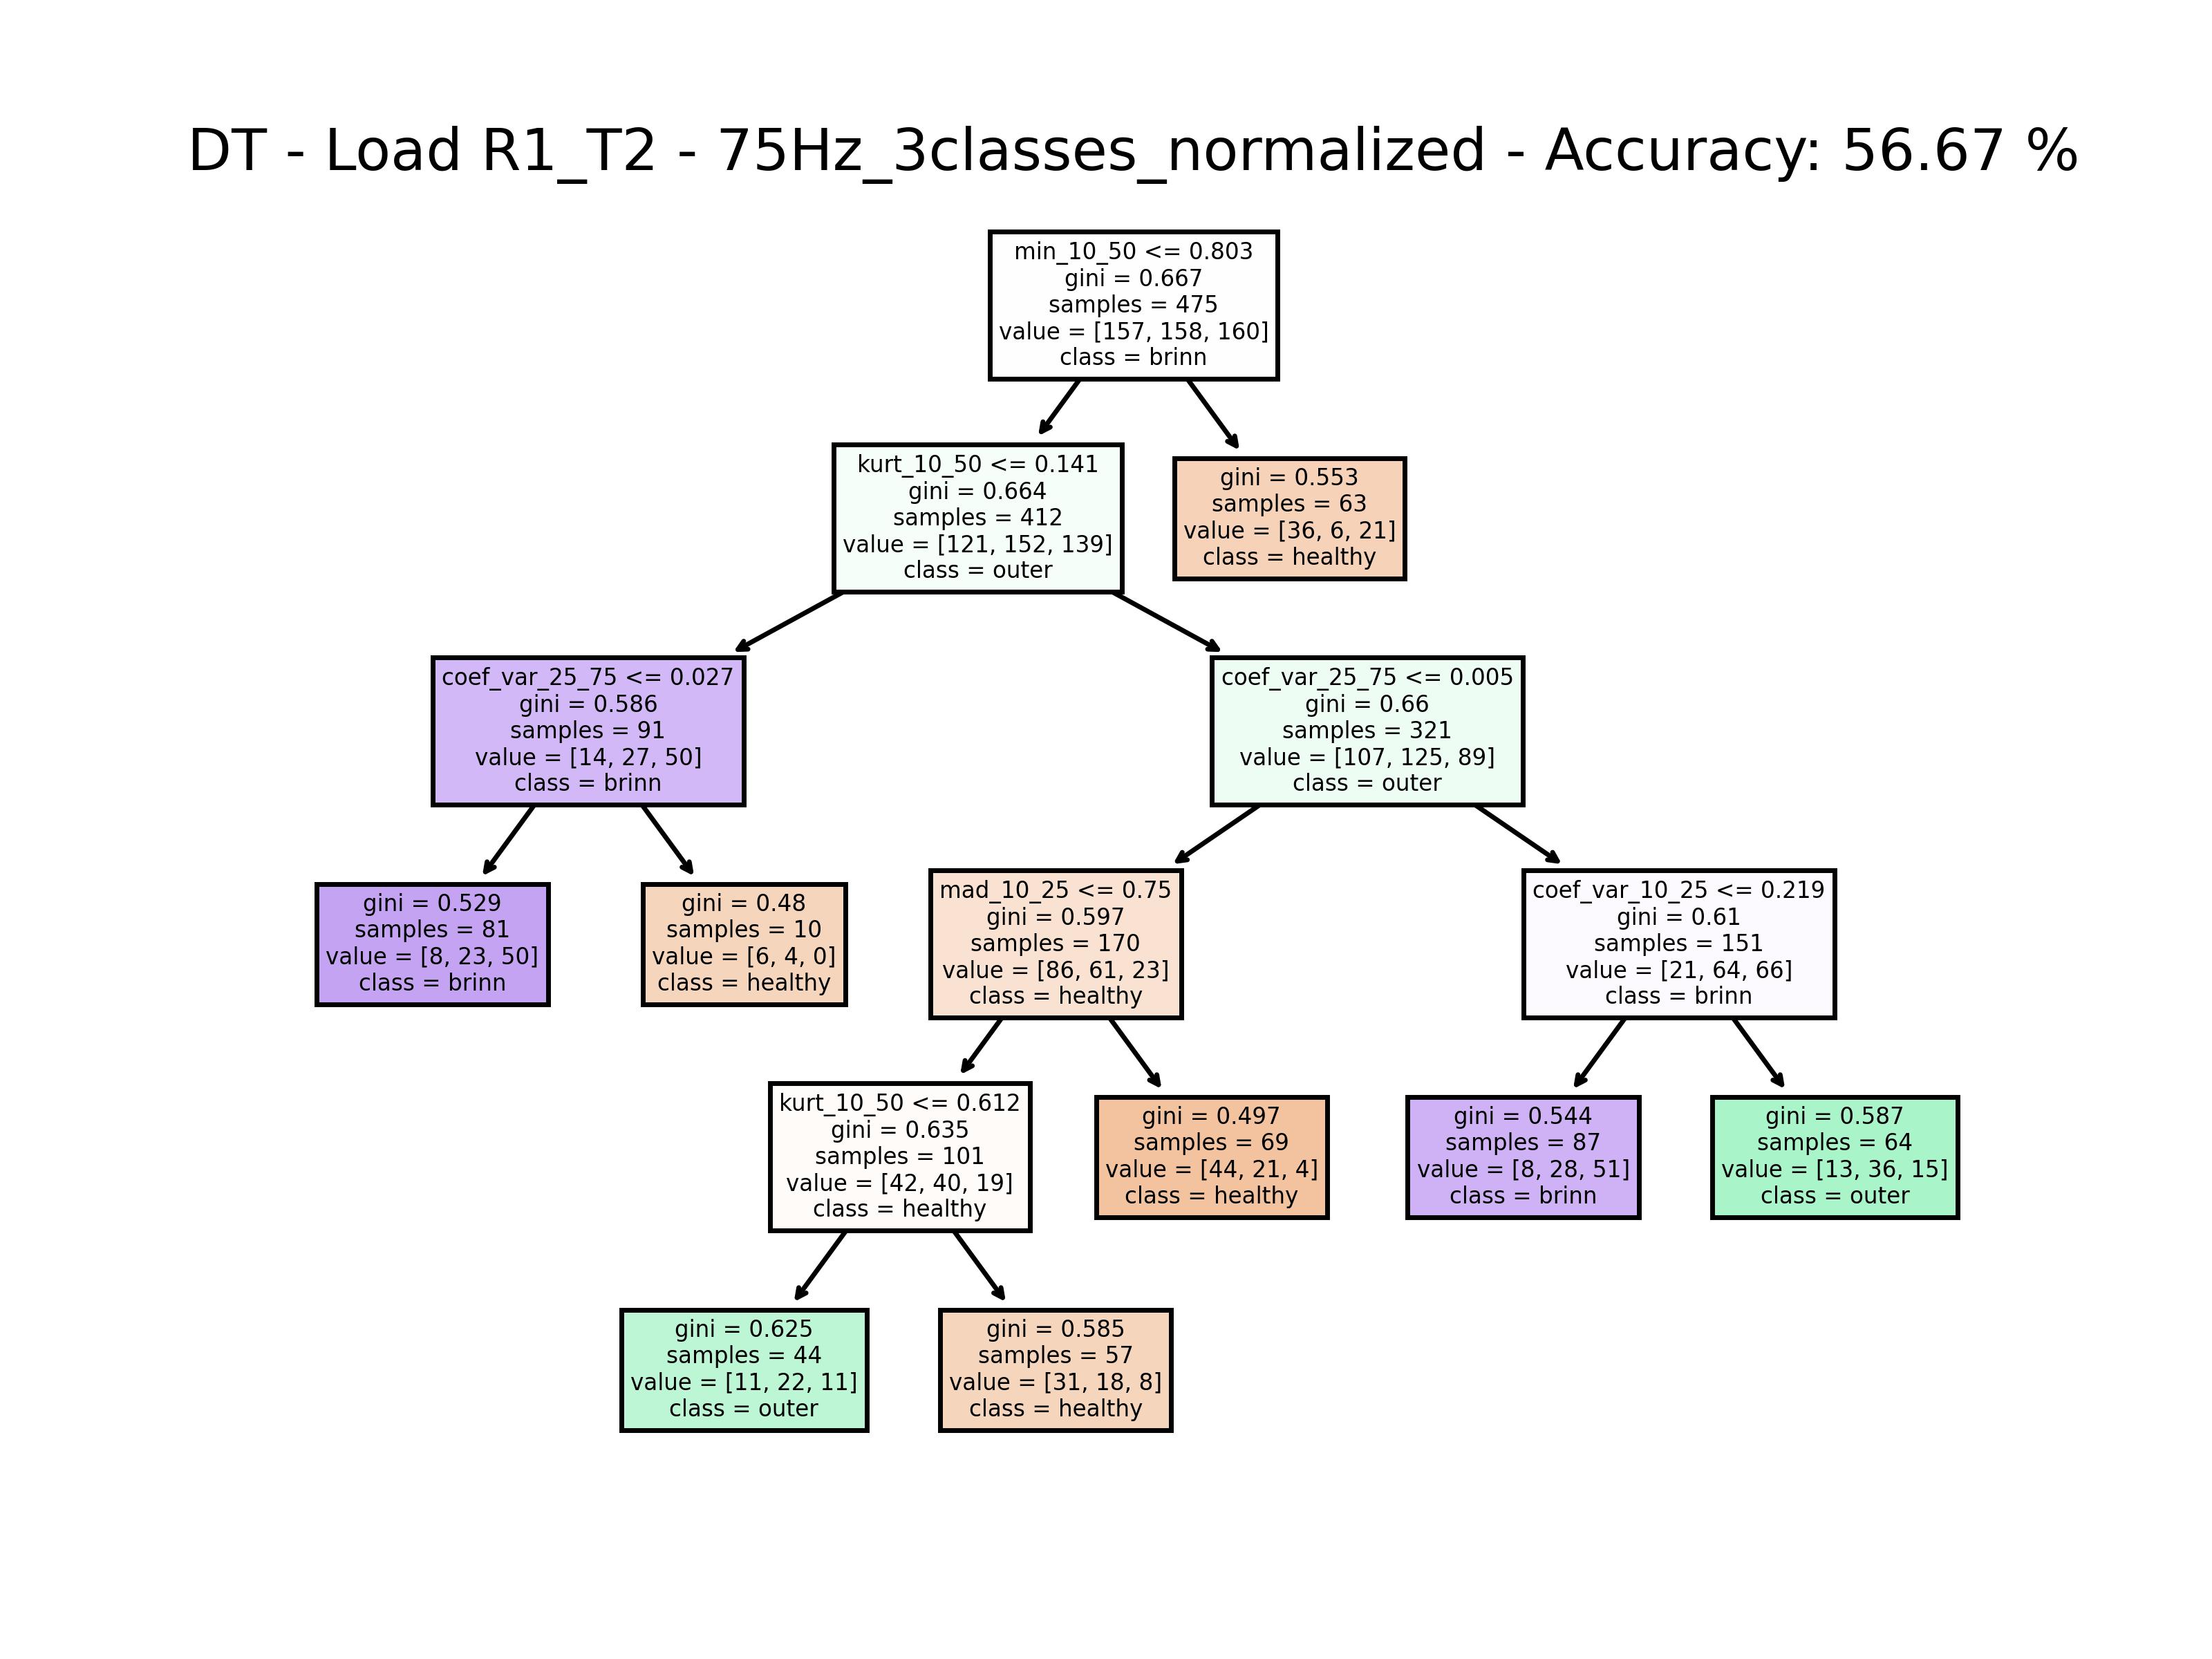 DT - Load R1_T2 - 75Hz_3classes_normalized - Accuracy: 56.67 %
min_10_50 <= 0.803
gini = 0.667
samples = 475
value = [157, 158, 160]
class = brinn
kurt_10_50 <= 0.141
gini = 0.664
samples = 412
value = [121, 152, 139]
class = outer
gini = 0.553
samples = 63
value = [36, 6, 21]
class = healthy
coef_var_25_75 <= 0.027
gini = 0.586
samples = 91
value = [14, 27, 50]
class = brinn
coef_var_25_75 <= 0.005
gini = 0.66
samples = 321
value = [107, 125, 89]
class = outer
gini = 0.529
samples = 81
value = [8, 23, 50]
class = brinn
gini = 0.48
samples = 10
value = [6, 4, 0]
class = healthy
mad_10_25 <= 0.75
gini = 0.597
samples = 170
value = [86, 61, 23]
class = healthy
coef_var_10_25 <= 0.219
gini = 0.61
samples = 151
value = [21, 64, 66]
class = brinn
kurt_10_50 <= 0.612
gini = 0.635
samples = 101
value = [42, 40, 19]
class = healthy
gini = 0.497
samples = 69
value = [44, 21, 4]
class = healthy
gini = 0.544
samples = 87
value = [8, 28, 51]
class = brinn
gini = 0.587
samples = 64
value = [13, 36, 15]
class = outer
gini = 0.625
samples = 44
value = [11, 22, 11]
class = outer
gini = 0.585
samples = 57
value = [31, 18, 8]
class = healthy